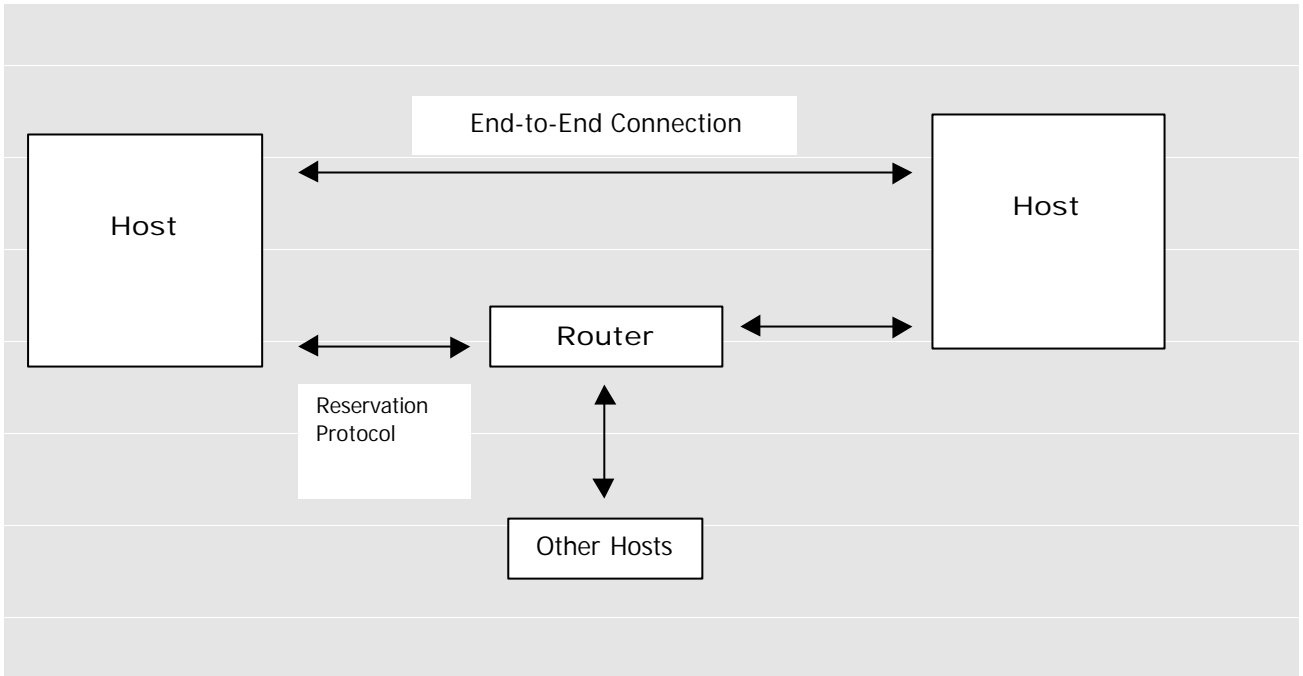 End-to-End Connection
Host
Host
Router
Reservation
Protocol
Other Hosts